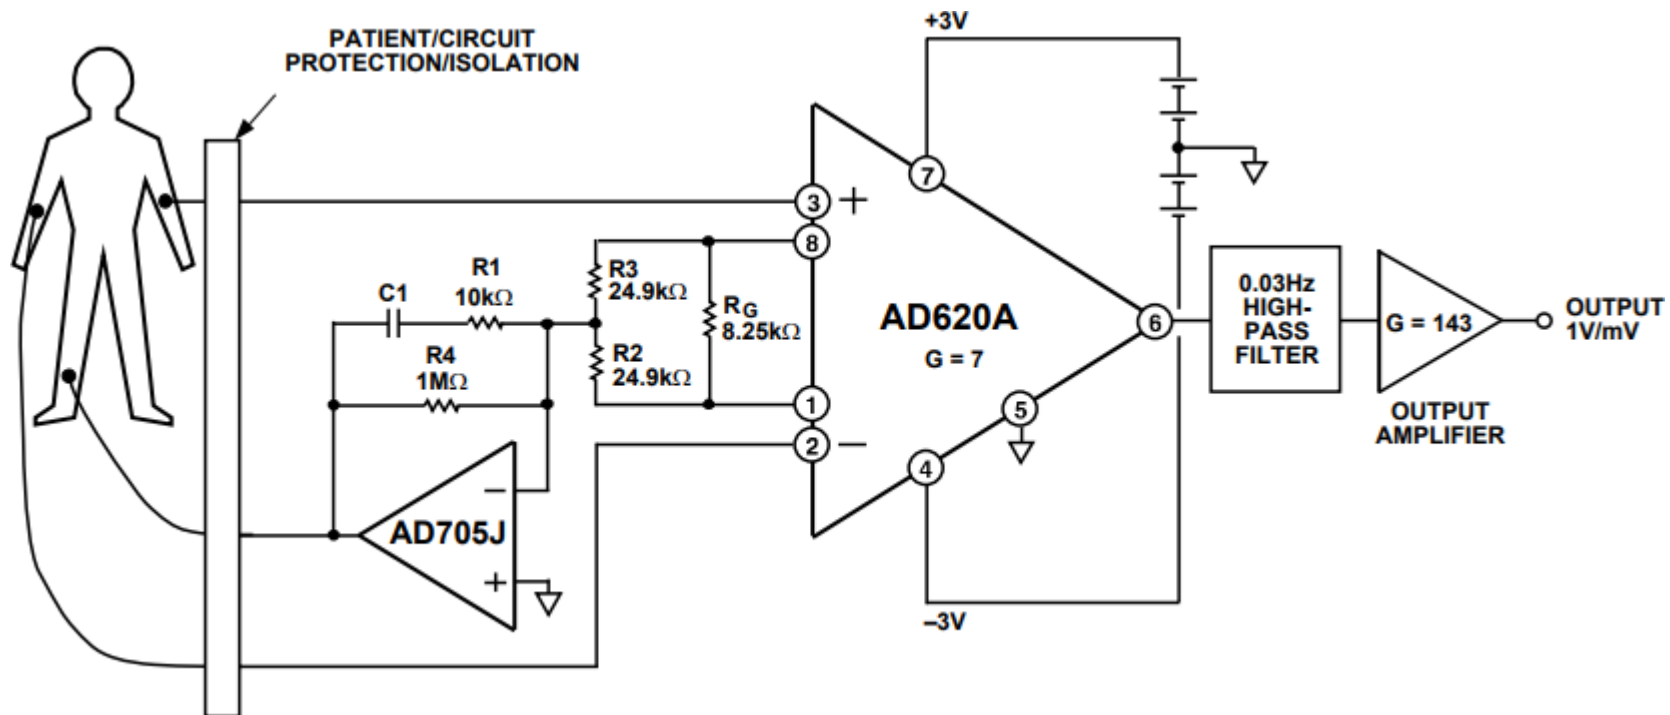 PATIENT/CIRCUIT
PROTECTION/ISOLATION
+3V
C1
R1
10kΩ
R4
1MΩ
R3
24.9kΩ
R2
24.9kΩ
RG
8.25kΩ
3
+
8
1
2
–
7
AD620A
G = 7
6
5
4
–3V
AD705J
–
+
0.03Hz
HIGH-
PASS
FILTER
G = 143
OUTPUT
AMPLIFIER
OUTPUT
1V/mV